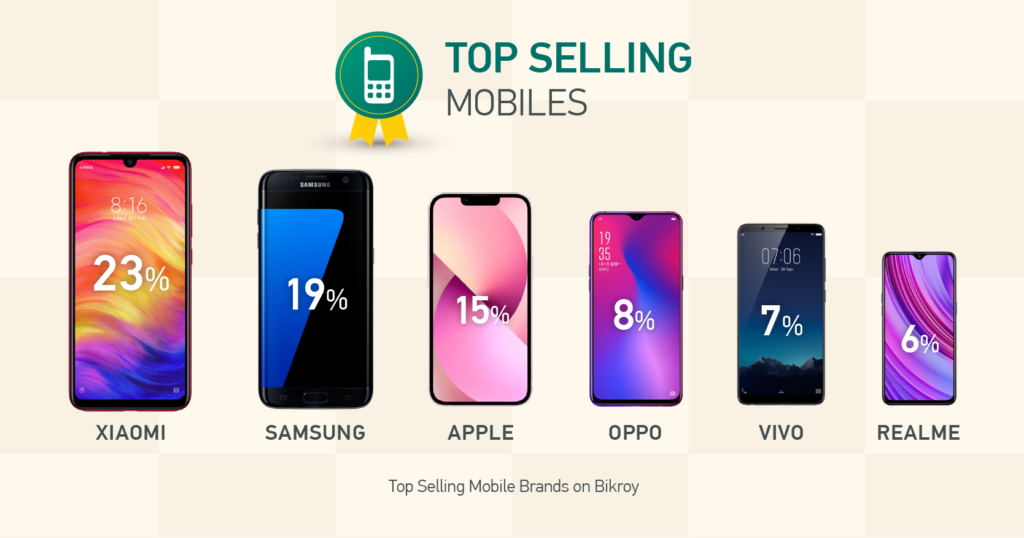 TOP SELLING
MOBILES
8:16
23%
SAMSUNG
19%
15%
19
35
OPPO
8%
07:06
7%
6%
XIAOMI
SAMSUNG
APPLE
OPPO
VIVO
REALME
Top Selling Mobile Brands on Bikroy